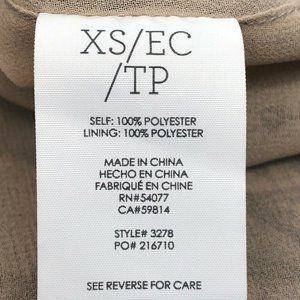 XS/EC
/TP
SELF: 100% POLYESTER
LINING: 100% POLYESTER
MADE IN CHINA
HECHO EN CHINA
FABRIQUÉ EN CHINE
RN#54077
CA#59814
STYLE# 3278
PO# 216710
SEE REVERSE FOR CARE